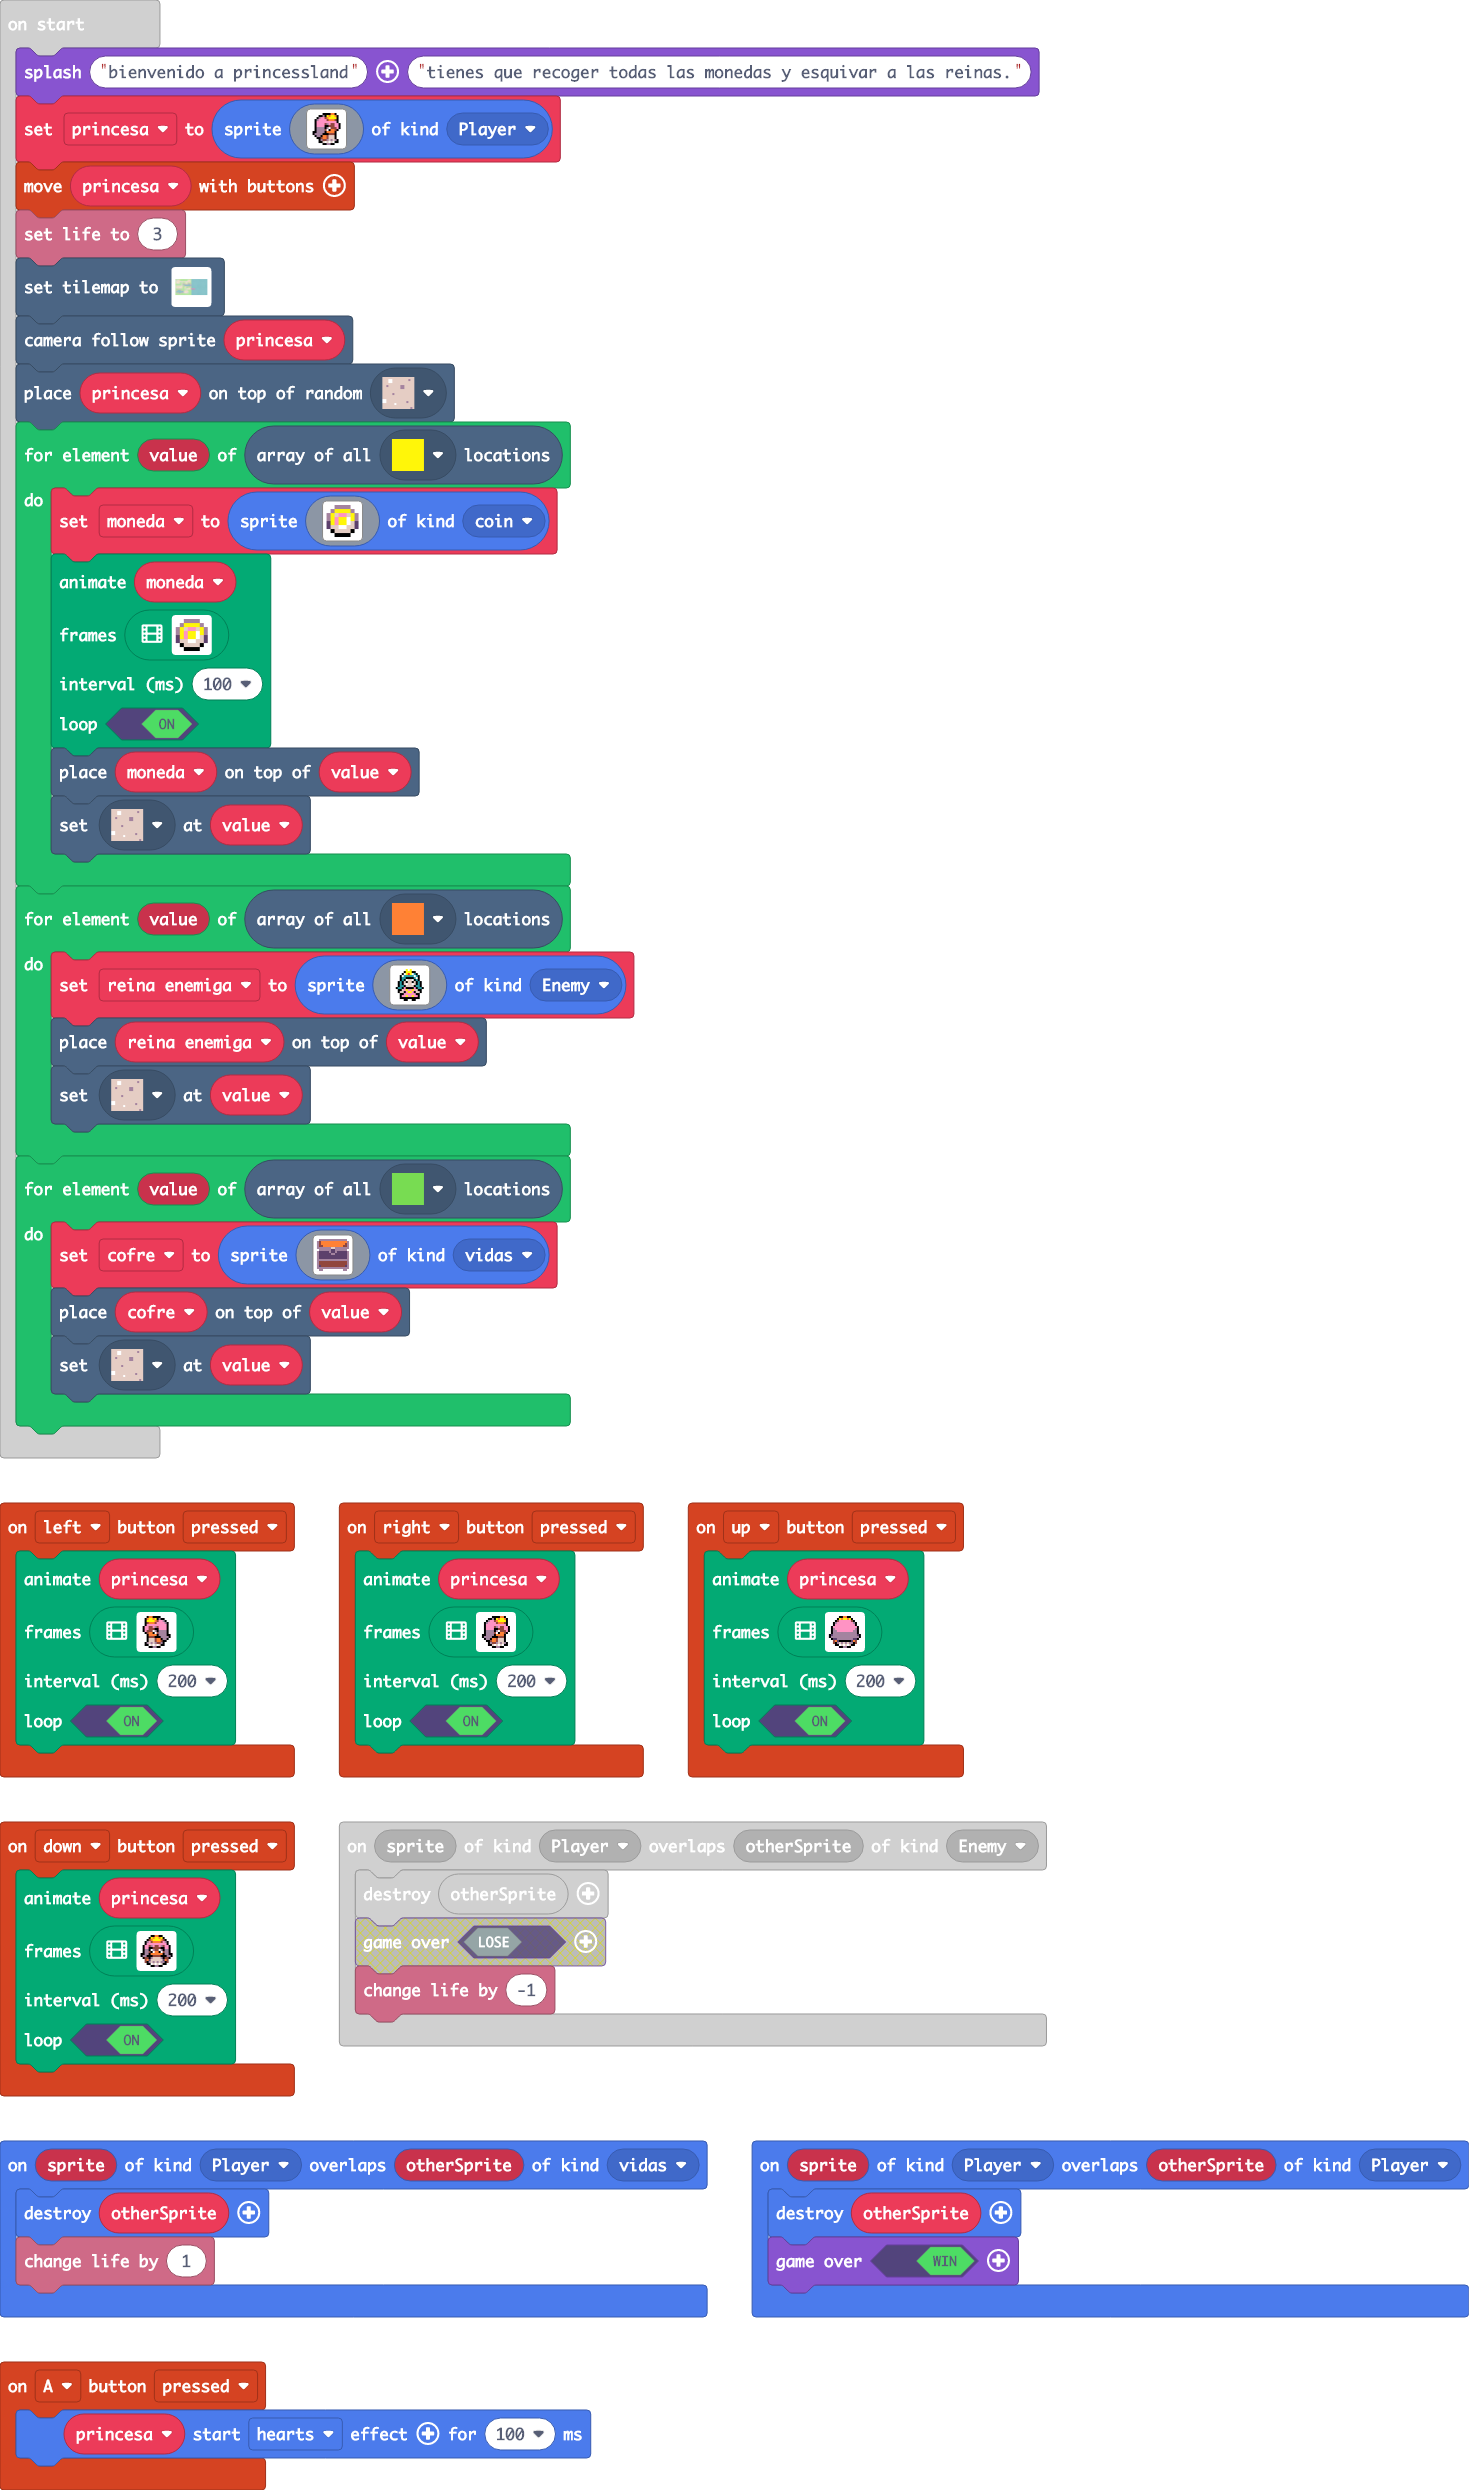 on start
splash "bienvenido a princessland" "tienes que recoger todas las monedas y esquivar a las reinas."
set princesa to sprite of kind Player
move princesa with buttons
set life to 3
set tilemap to
camera follow sprite princesa
place princesa on top of random
for element value of array of all locations
do
set moneda to sprite of kind coin
animate moneda
frames
interval (ms) 100
loop ON
place moneda on top of value
set at value
for element value of array of all locations
do
set reina enemiga to sprite of kind Enemy
place reina enemiga on top of value
set at value
for element value of array of all locations
do
set cofre to sprite of kind vidas
place cofre on top of value
set at value
on left button pressed
animate princesa
frames
interval (ms) 200
loop ON
on right button pressed
animate princesa
frames
interval (ms) 200
loop ON
on up button pressed
animate princesa
frames
interval (ms) 200
loop ON
on down button pressed
animate princesa
frames
interval (ms) 200
loop ON
on sprite of kind Player overlaps otherSprite of kind Enemy
destroy otherSprite
game over LOSE
change life by -1
on sprite of kind Player overlaps otherSprite of kind vidas
destroy otherSprite
change life by 1
on sprite of kind Player overlaps otherSprite of kind Player
destroy otherSprite
game over WIN
on A button pressed
princesa start hearts effect for 100 ms